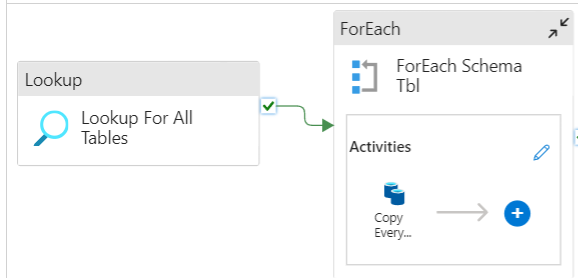 Lookup
Lookup For All
Tables
ForEach
ForEach Schema
Tbl
Activities
Copy
Every...